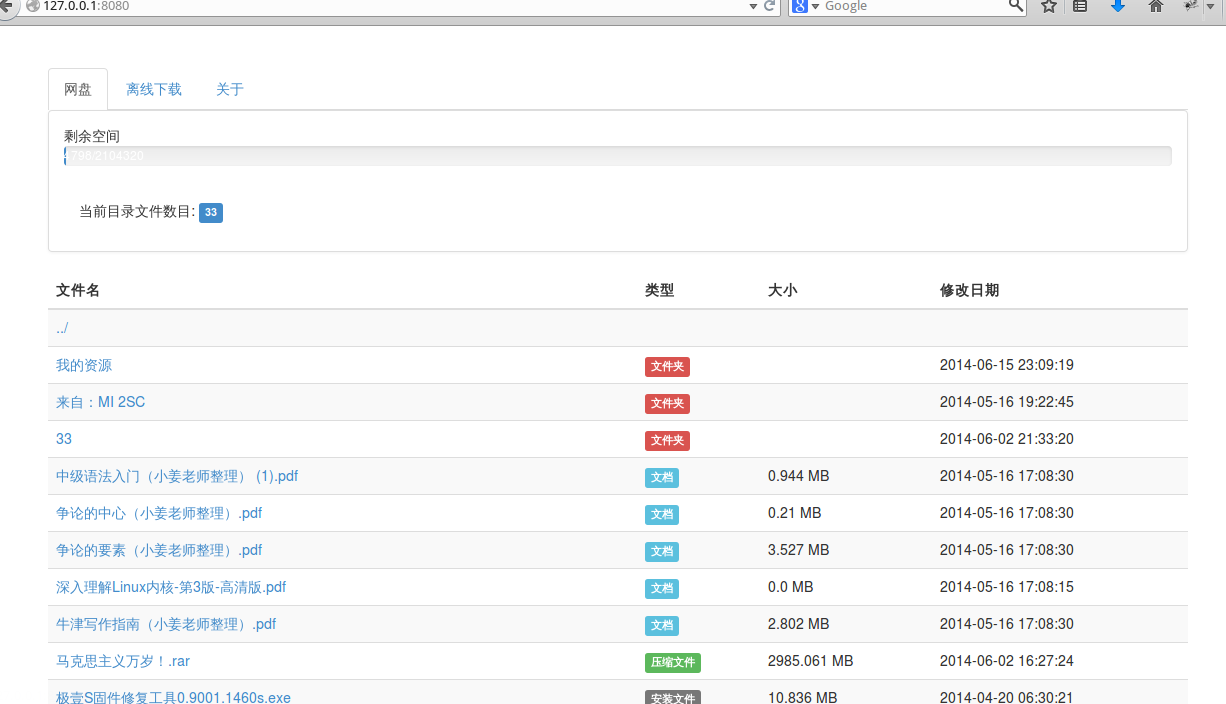 127.0.0.1:8080
Google
网盘 离线下载 关于
剩余空间
798/2104320
当前目录文件数目: 33
文件名 类型 大小 修改日期
../
我的资源 文件夹 2014-06-15 23:09:19
来自：MI 2SC 文件夹 2014-05-16 19:22:45
33 文件夹 2014-06-02 21:33:20
中级语法入门（小姜老师整理） (1).pdf 文档 0.944 MB 2014-05-16 17:08:30
争论的中心（小姜老师整理）.pdf 文档 0.21 MB 2014-05-16 17:08:30
争论的要素（小姜老师整理）.pdf 文档 3.527 MB 2014-05-16 17:08:30
深入理解Linux内核-第3版-高清版.pdf 文档 0.0 MB 2014-05-16 17:08:15
牛津写作指南（小姜老师整理）.pdf 文档 2.802 MB 2014-05-16 17:08:30
马克思主义万岁！.rar 压缩文件 2985.061 MB 2014-06-02 16:27:24
极壹S固件修复工具0.9001.1460s.exe 安装文件 10.836 MB 2014-04-20 06:30:21